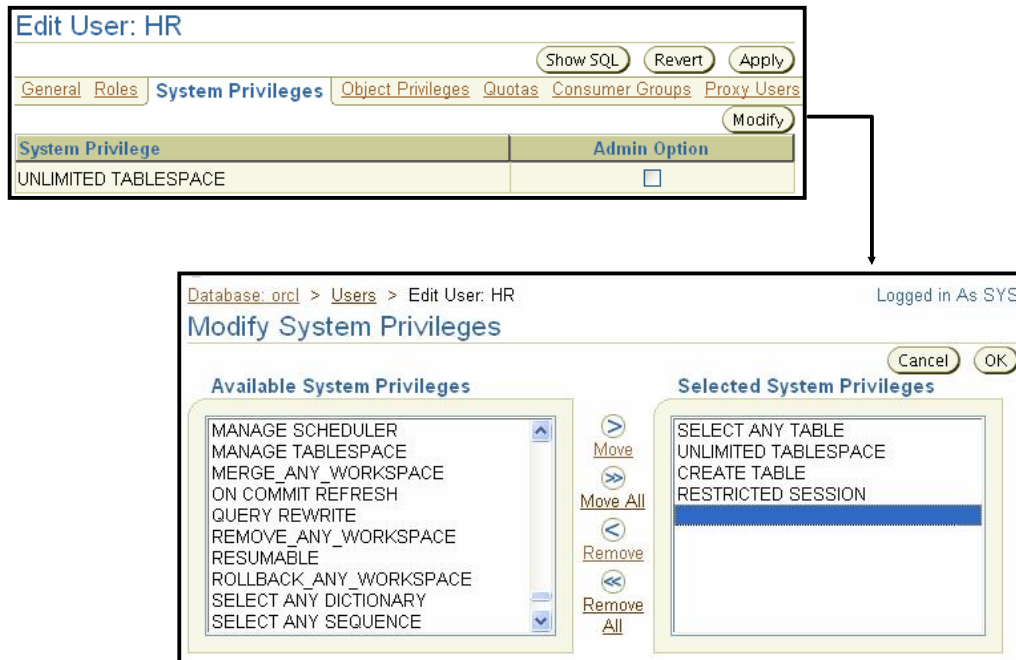 Edit User: HR
Show SQL Revert Apply
General Roles System Privileges Object Privileges Quotas Consumer Groups Proxy Users
Modify
System Privilege Admin Option
UNLIMITED TABLESPACE
Database: orcl > Users > Edit User: HR Logged in As SYS
Modify System Privileges
Cancel OK
Available System Privileges Selected System Privileges
MANAGE SCHEDULER
MANAGE TABLESPACE
MERGE_ANY_WORKSPACE
ON COMMIT REFRESH
QUERY REWRITE
REMOVE_ANY_WORKSPACE
RESUMABLE
ROLLBACK_ANY_WORKSPACE
SELECT ANY DICTIONARY
SELECT ANY SEQUENCE
Move
Move All
Remove
Remove
All
SELECT ANY TABLE
UNLIMITED TABLESPACE
CREATE TABLE
RESTRICTED SESSION